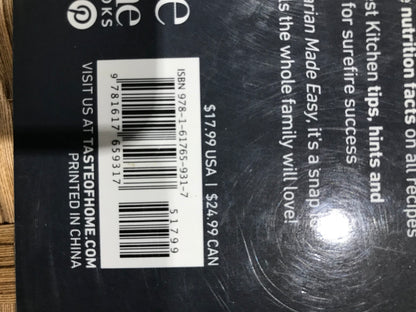 nutrition facts on all recipes
Kitchen tips, hints and
for surefire success
Made Easy, it's a snap
the whole family will love!
$17.99 USA | $24.99 CAN
ISBN 978-1-61765-931-7
51799
9 781617 659317
VISIT US AT TASTEOFHOME.COM
PRINTED IN CHINA